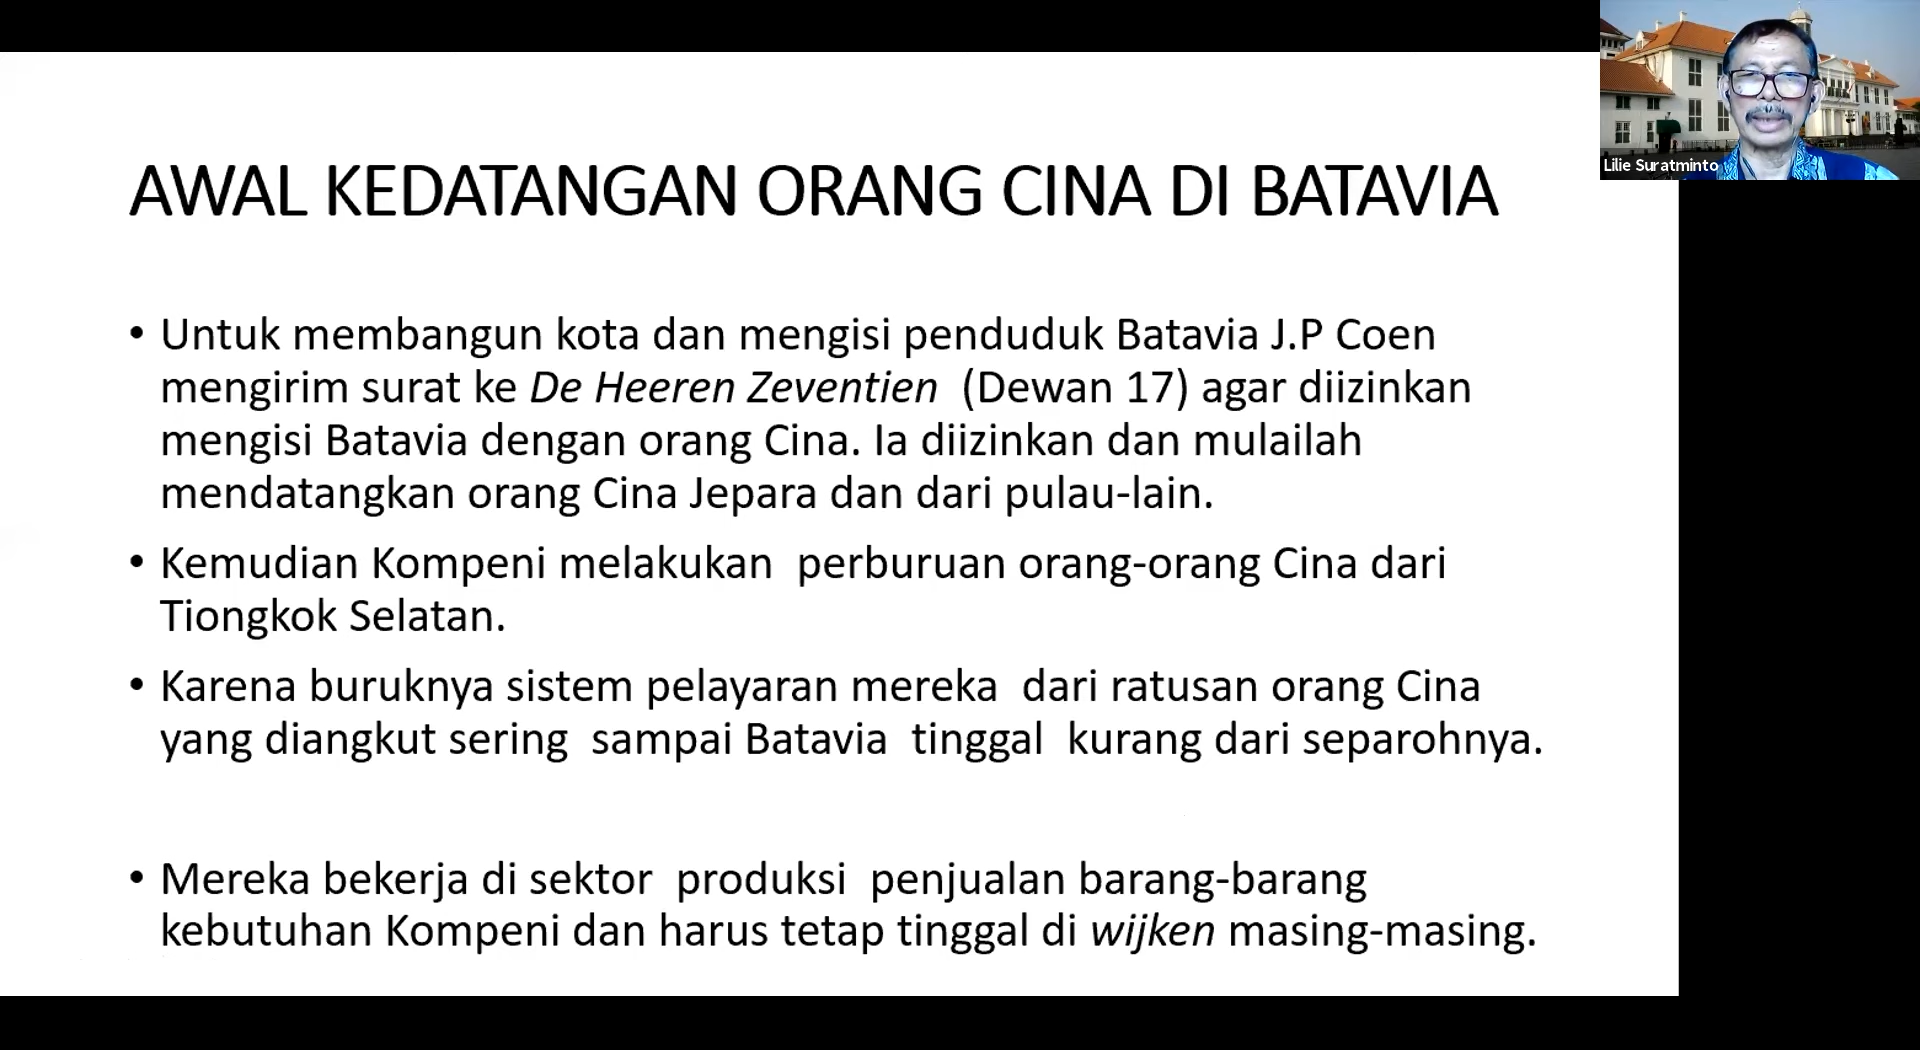 AWAL KEDATANGAN ORANG CINA DI BATAVIA
• Untuk membangun kota dan mengisi penduduk Batavia J.P Coen
mengirim surat ke De Heeren Zeventien (Dewan 17) agar diizinkan
mengisi Batavia dengan orang Cina. Ia diizinkan dan mulailah
mendatangkan orang Cina Jepara dan dari pulau-lain.
• Kemudian Kompeni melakukan perburuan orang-orang Cina dari
Tiongkok Selatan.
• Karena buruknya sistem pelayaran mereka dari ratusan orang Cina
yang diangkut sering sampai Batavia tinggal kurang dari separohnya.
• Mereka bekerja di sektor produksi penjualan barang-barang
kebutuhan Kompeni dan harus tetap tinggal di wijken masing-masing.
Lilie Suratminto